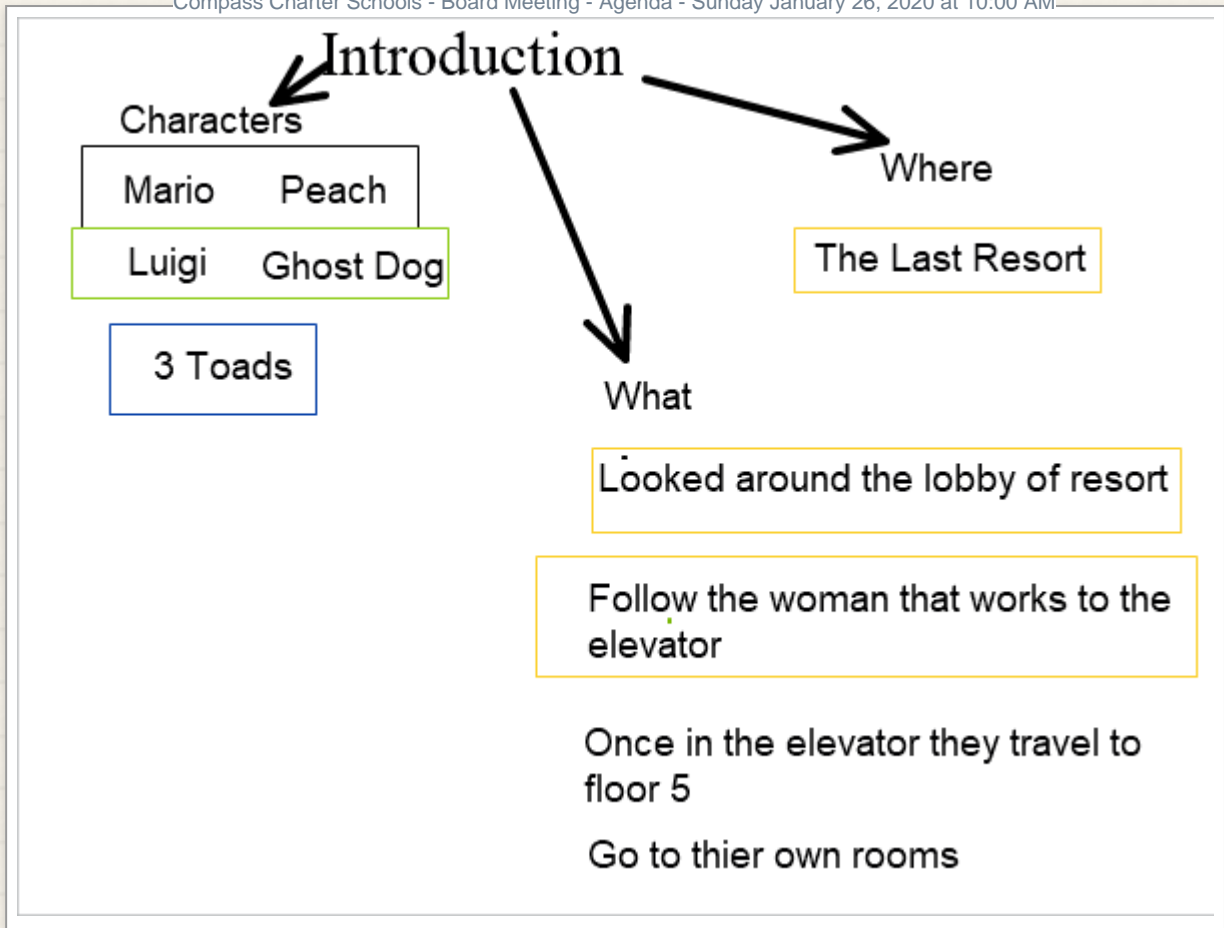 Compass Charter Schools - Board Meeting - Agenda - Sunday January 26, 2020 at 10:00 AM
Introduction
Characters
Mario Peach
Luigi Ghost Dog
3 Toads
Where
The Last Resort
What
Looked around the lobby of resort
Follow the woman that works to the
elevator
Once in the elevator they travel to
floor 5
Go to thier own rooms